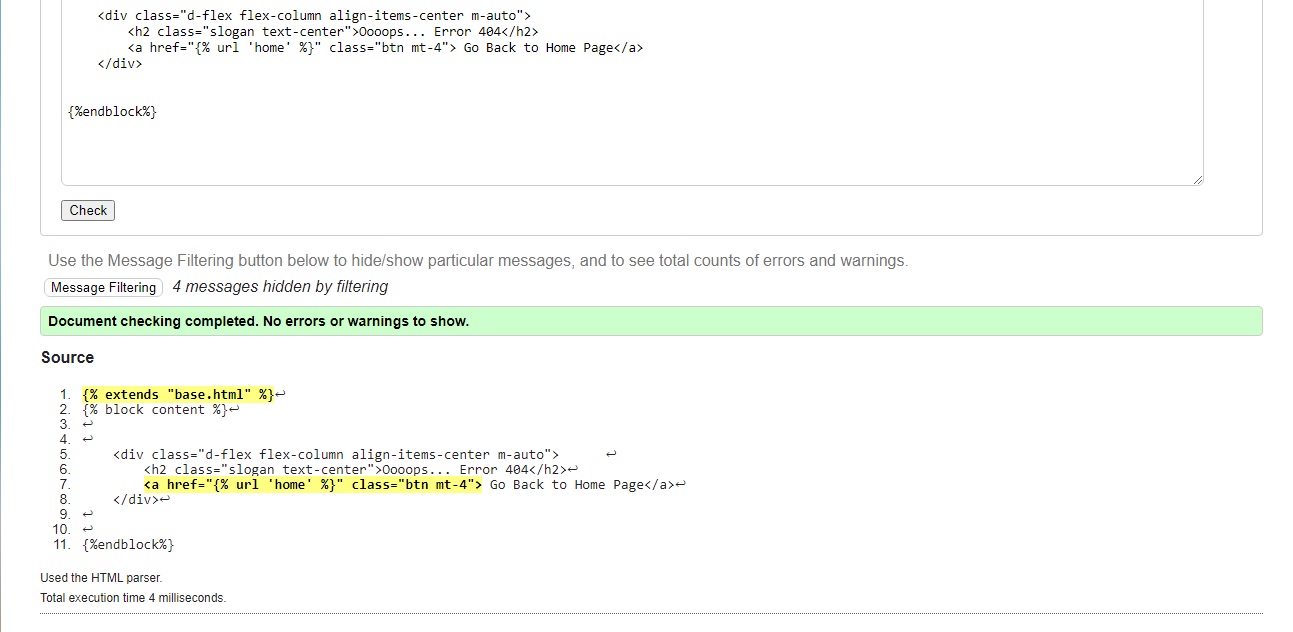 <div class="d-flex flex-column align-items-center m-auto">
<h2 class="slogan text-center">Oooops... Error 404</h2>
<a href="{% url 'home' %}" class="btn mt-4"> Go Back to Home Page</a>
</div>
{%endblock%}
Check
Use the Message Filtering button below to hide/show particular messages, and to see total counts of errors and warnings.
Message Filtering 4 messages hidden by filtering
Document checking completed. No errors or warnings to show.
Source
1. {% extends "base.html" %}↩
2. {% block content %}↩
3. ↩
4. ↩
5. <div class="d-flex flex-column align-items-center m-auto"> ↩
6. <h2 class="slogan text-center">Oooops... Error 404</h2>↩
7. <a href="{% url 'home' %}" class="btn mt-4"> Go Back to Home Page</a>↩
8. </div>↩
9. ↩
10. ↩
11. {%endblock%}
Used the HTML parser.
Total execution time 4 milliseconds.